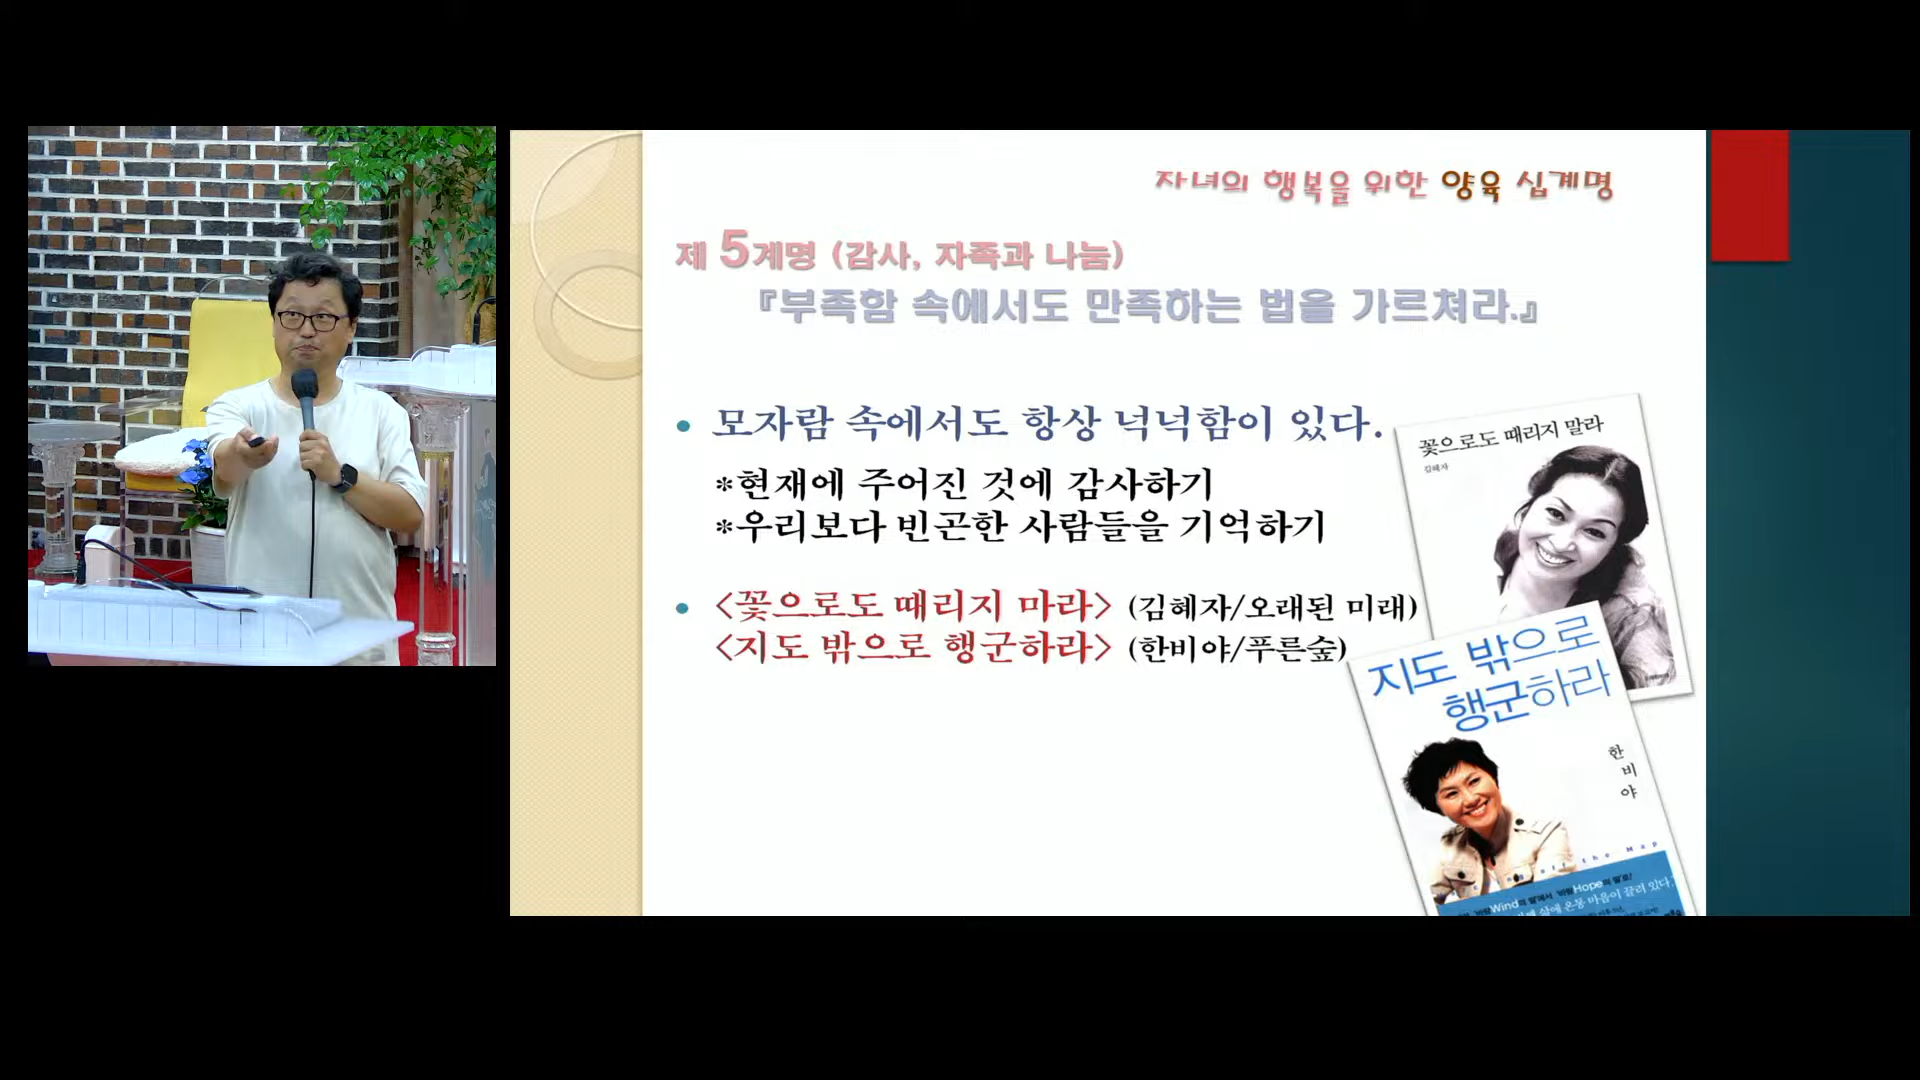 자녀의 행복을 위한 양육 십계명
제 5계명 (감사, 자족과 나눔)
『부족함 속에서도 만족하는 법을 가르쳐라.』
• 모자람 속에서도 항상 넉넉함이 있다.
*현재에 주어진 것에 감사하기
*우리보다 빈곤한 사람들을 기억하기
• <꽃으로도 때리지 마라> (김혜자/오래된 미래)
<지도 밖으로 행군하라> (한비야/푸른숲)
꽃으로도 때리지 말라
김혜자
지도 밖으로
행군하라
한비야